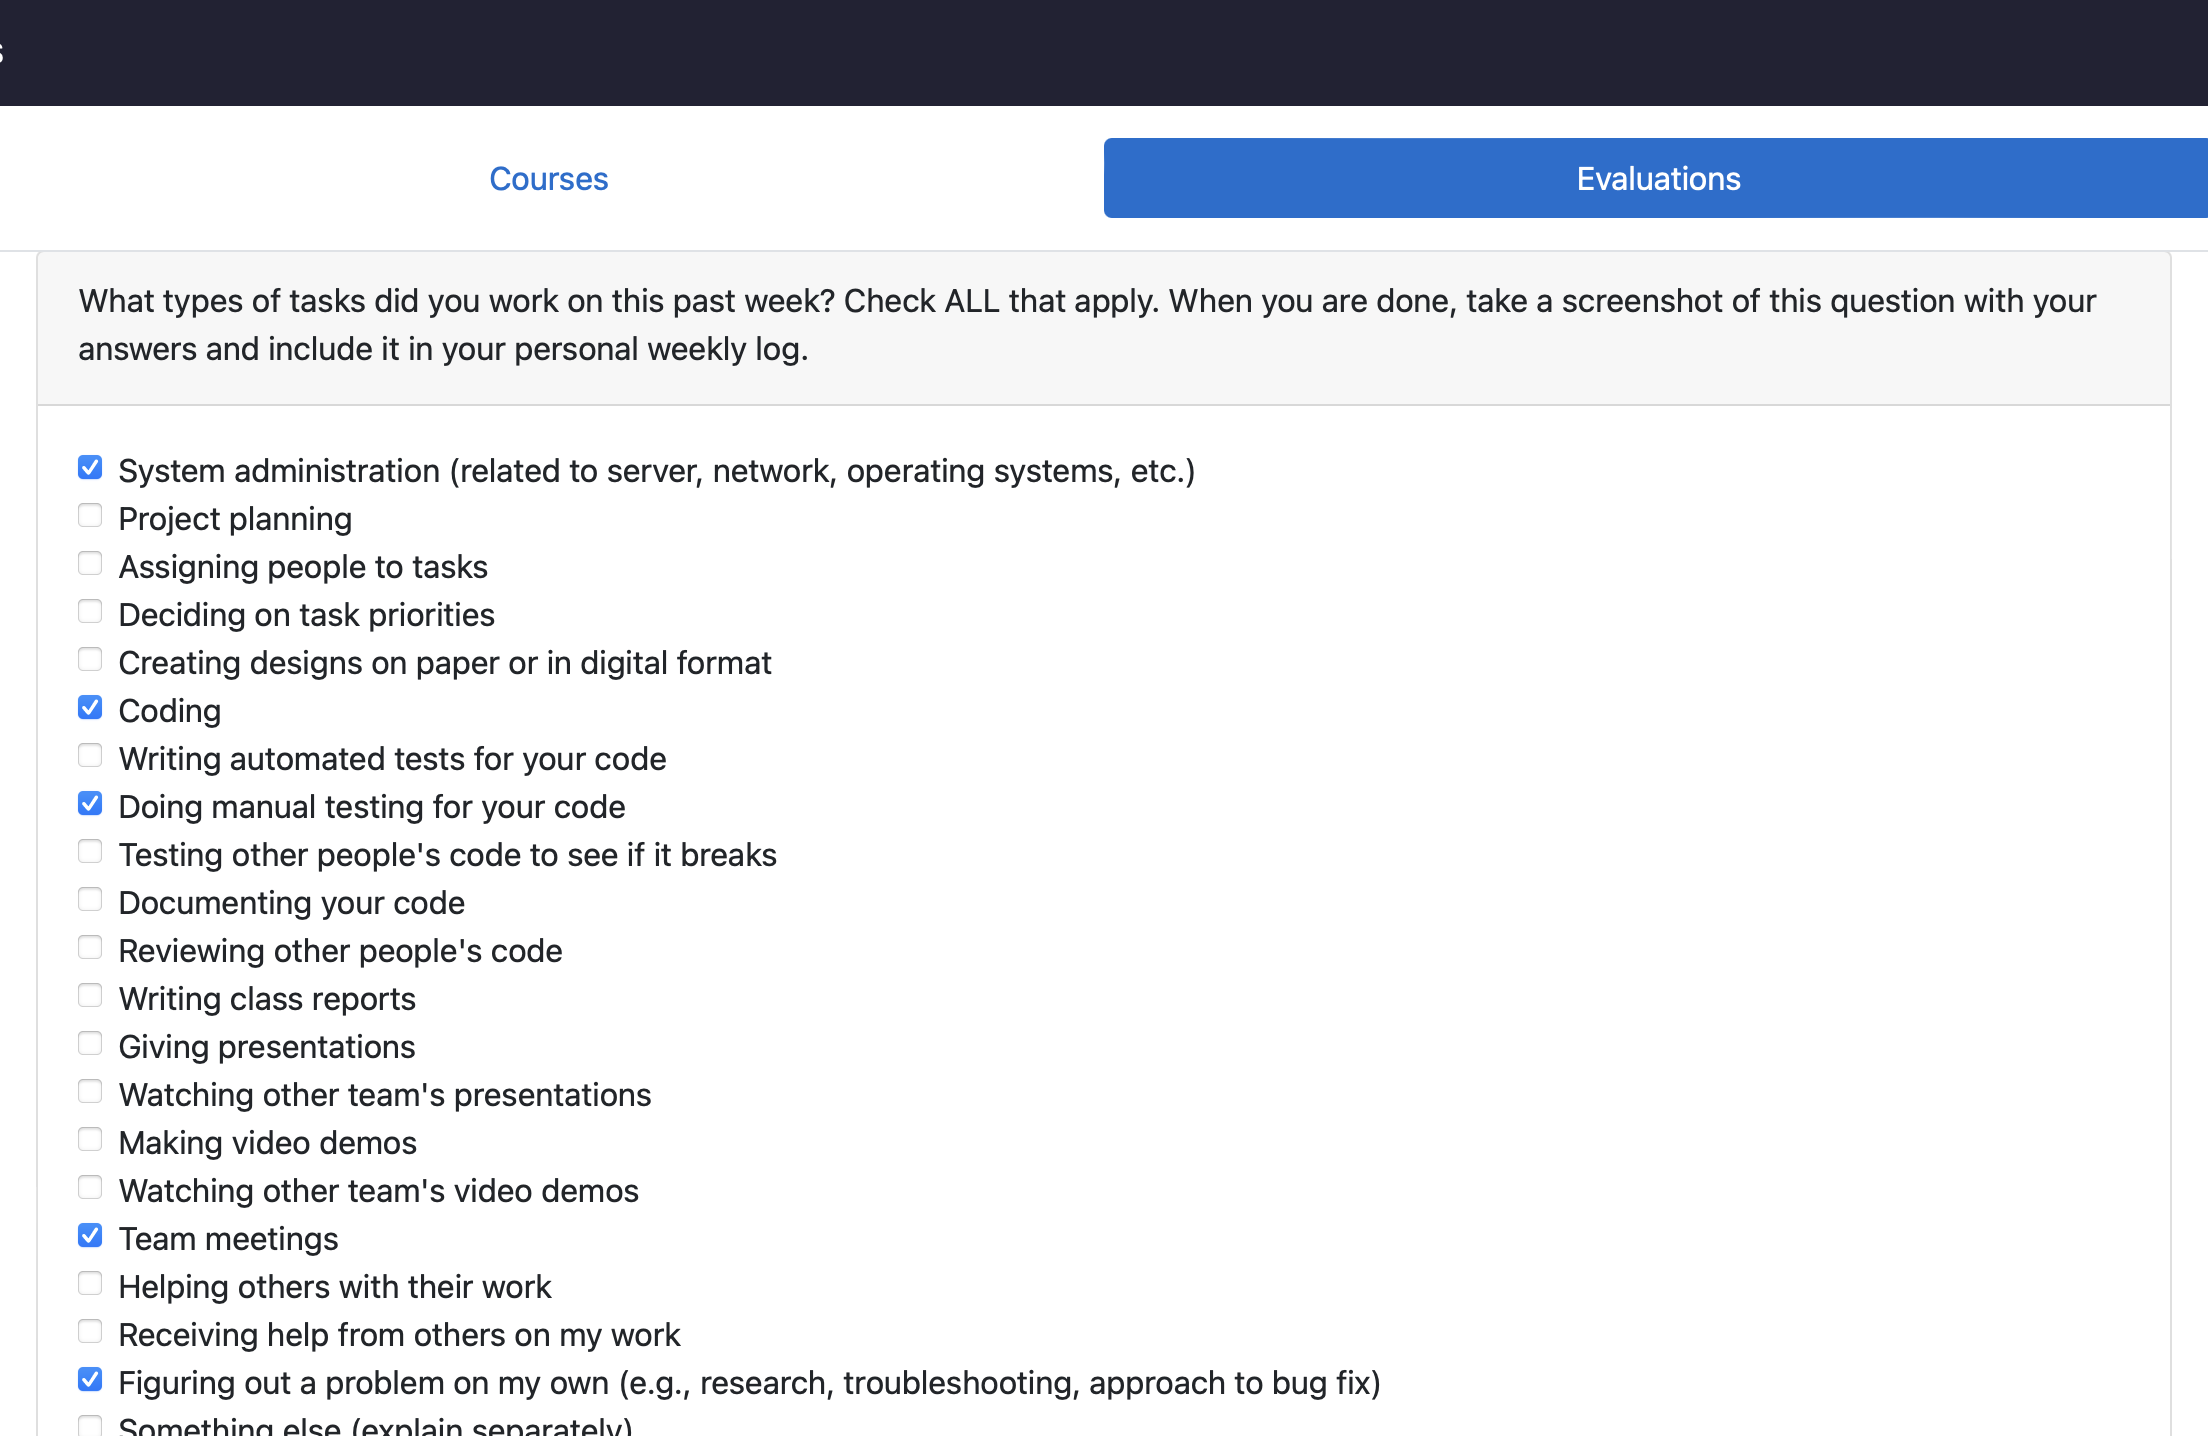 Courses
Evaluations
What types of tasks did you work on this past week? Check ALL that apply. When you are done, take a screenshot of this question with your
answers and include it in your personal weekly log.
System administration (related to server, network, operating systems, etc.)
Project planning
Assigning people to tasks
Deciding on task priorities
Creating designs on paper or in digital format
Coding
Writing automated tests for your code
Doing manual testing for your code
Testing other people's code to see if it breaks
Documenting your code
Reviewing other people's code
Writing class reports
Giving presentations
Watching other team's presentations
Making video demos
Watching other team's video demos
Team meetings
Helping others with their work
Receiving help from others on my work
Figuring out a problem on my own (e.g., research, troubleshooting, approach to bug fix)
Something else (explain separately)